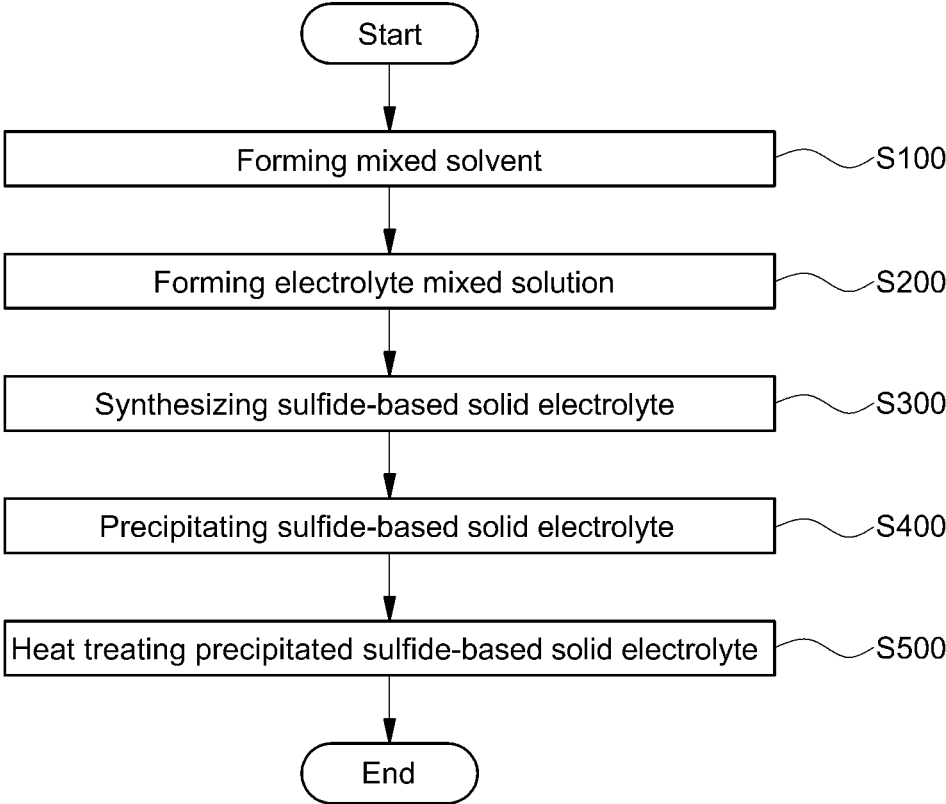 Start
Forming mixed solvent
S100
Forming electrolyte mixed solution
S200
Synthesizing sulfide-based solid electrolyte
S300
Precipitating sulfide-based solid electrolyte
S400
Heat treating precipitated sulfide-based solid electrolyte
S500
End